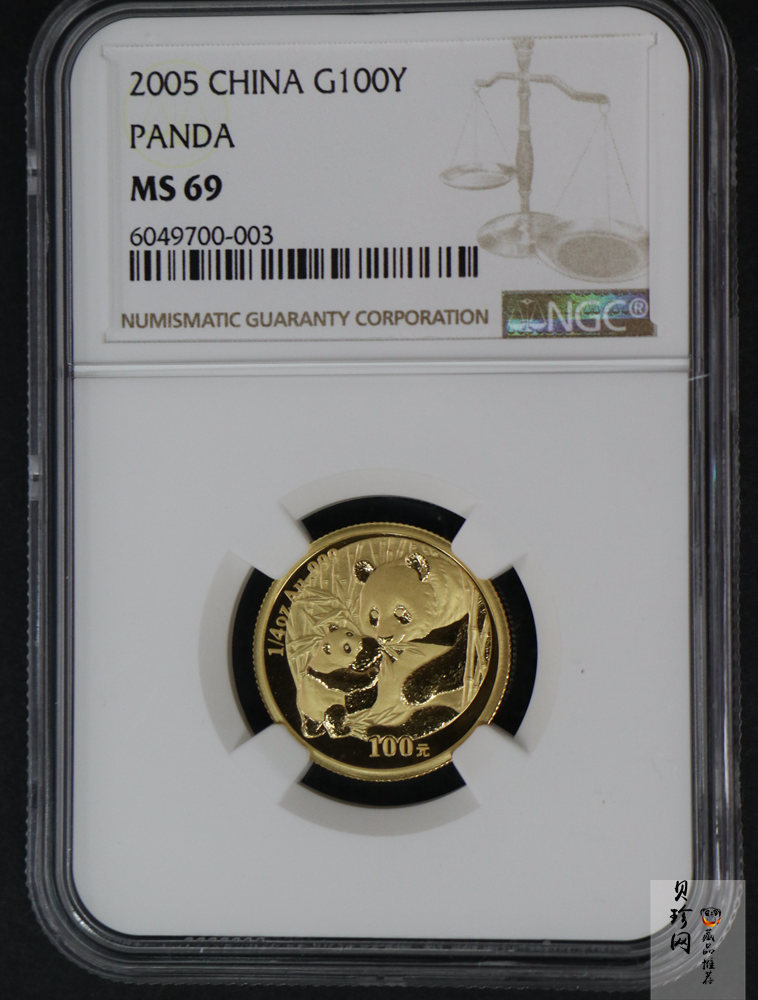 2005 CHINA G100Y
PANDA
MS 69
6049700-003
NUMISMATIC GUARANTY CORPORATION
NGC®
1/4oz Au .999
100元
贝珍网
藏品推荐